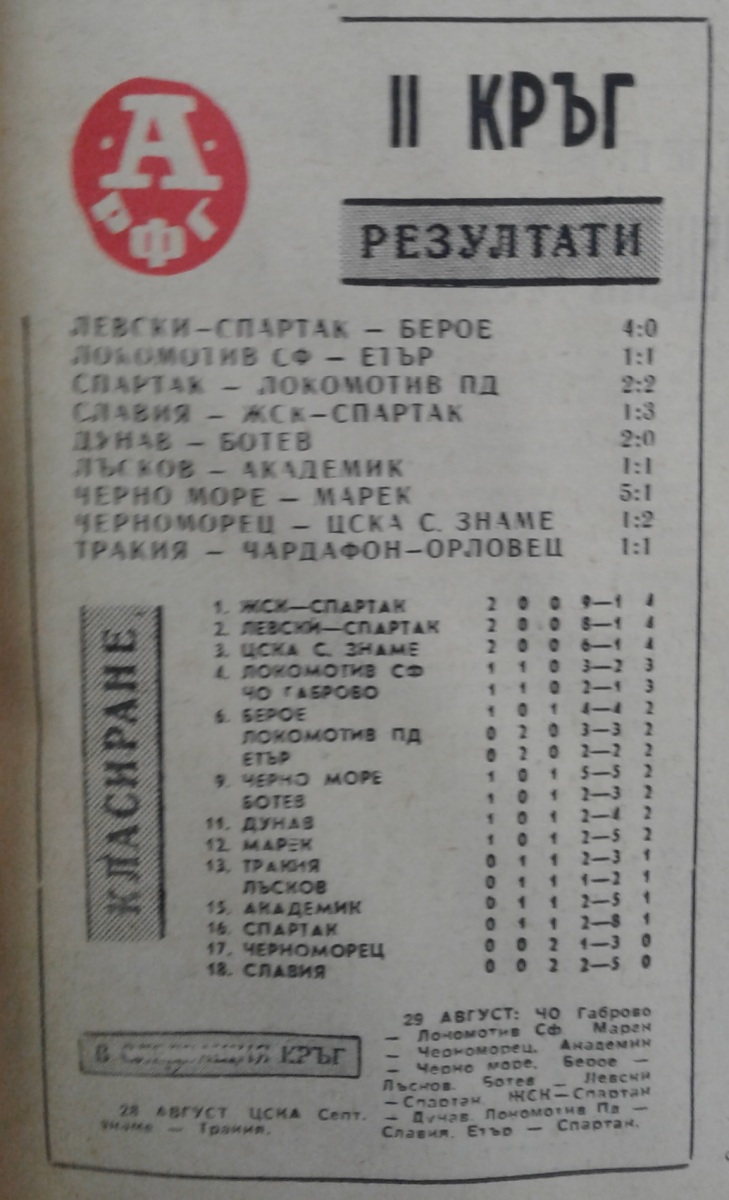 А
РФГ
II КРЪГ
РЕЗУЛТАТИ
ЛЕВСКИ–СПАРТАК – БЕРОЕ 4:0
ЛОКОМОТИВ СФ – ЕТЪР 1:1
СПАРТАК – ЛОКОМОТИВ ПД 2:2
СЛАВИЯ – ЖСК–СПАРТАК 1:3
ДУНАВ – БОТЕВ 2:0
ЛЪСКОВ – АКАДЕМИК 1:1
ЧЕРНО МОРЕ – МАРЕК 5:1
ЧЕРНОМОРЕЦ – ЦСКА С. ЗНАМЕ 1:2
ТРАКИЯ – ЧАРДАФОН–ОРЛОВЕЦ 1:1
КЛАСИРАНЕ
1. ЖСК—СПАРТАК 2 0 0 9—1 4
2. ЛЕВСКИ—СПАРТАК 2 0 0 8—1 4
3. ЦСКА С. ЗНАМЕ 2 0 0 6—1 4
4. ЛОКОМОТИВ СФ 1 1 0 3—2 3
ЧО ГАБРОВО 1 1 0 2—1 3
6. БЕРОЕ 1 0 1 4—4 2
ЛОКОМОТИВ ПД 0 2 0 3—3 2
ЕТЪР 0 2 0 2—2 2
9. ЧЕРНО МОРЕ 1 0 1 5—5 2
БОТЕВ 1 0 1 2—3 2
11. ДУНАВ 1 0 1 2—4 2
12. МАРЕК 1 0 1 2—5 2
13. ТРАКИЯ 0 1 1 2—3 1
ЛЪСКОВ 0 1 1 1—2 1
15. АКАДЕМИК 0 1 1 2—5 1
16. СПАРТАК 0 1 1 2—8 1
17. ЧЕРНОМОРЕЦ 0 0 2 1—3 0
18. СЛАВИЯ 0 0 2 2—5 0
В КРЪГ
28 АВГУСТ ЦСКА Септ.
знаме — Тракия.
29 АВГУСТ: ЧО Габрово
— Локомотив Сф. Марек
— Черноморец. Академик
— Черно море. Берое —
Лъсков. Ботев — Левски
—Спартак. ЖСК—Спартак
— Дунав. Локомотив Пд —
Славия. Етър — Спартак.